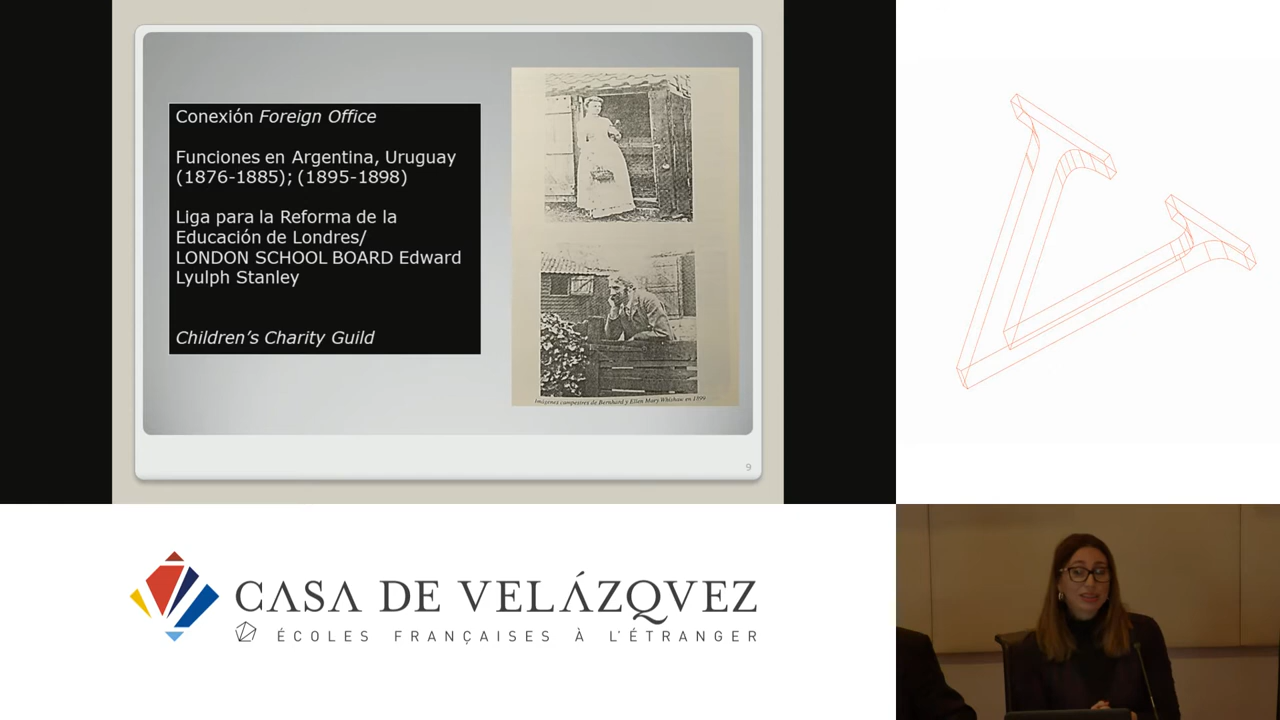 Conexión Foreign Office
Funciones en Argentina, Uruguay
(1876-1885); (1895-1898)
Liga para la Reforma de la
Educación de Londres/
LONDON SCHOOL BOARD Edward
Lyulph Stanley
Children's Charity Guild
Imágenes campestres de Bernhard y Ellen Mary Whishaw en 1899
9
CASA DE VELÁZQVEZ
ÉCOLES FRANÇAISES À L'ÉTRANGER